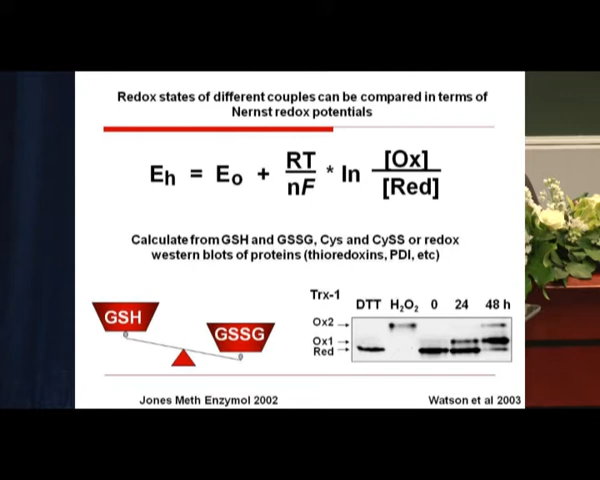 Redox states of different couples can be compared in terms of
Nernst redox potentials
Eh = Eo + RT/nF * ln [Ox]/[Red]
Calculate from GSH and GSSG, Cys and CySS or redox
western blots of proteins (thioredoxins, PDI, etc)
GSH
GSSG
Trx-1
DTT H₂O₂ 0 24 48 h
Ox2
Ox1
Red
Jones Meth Enzymol 2002
Watson et al 2003